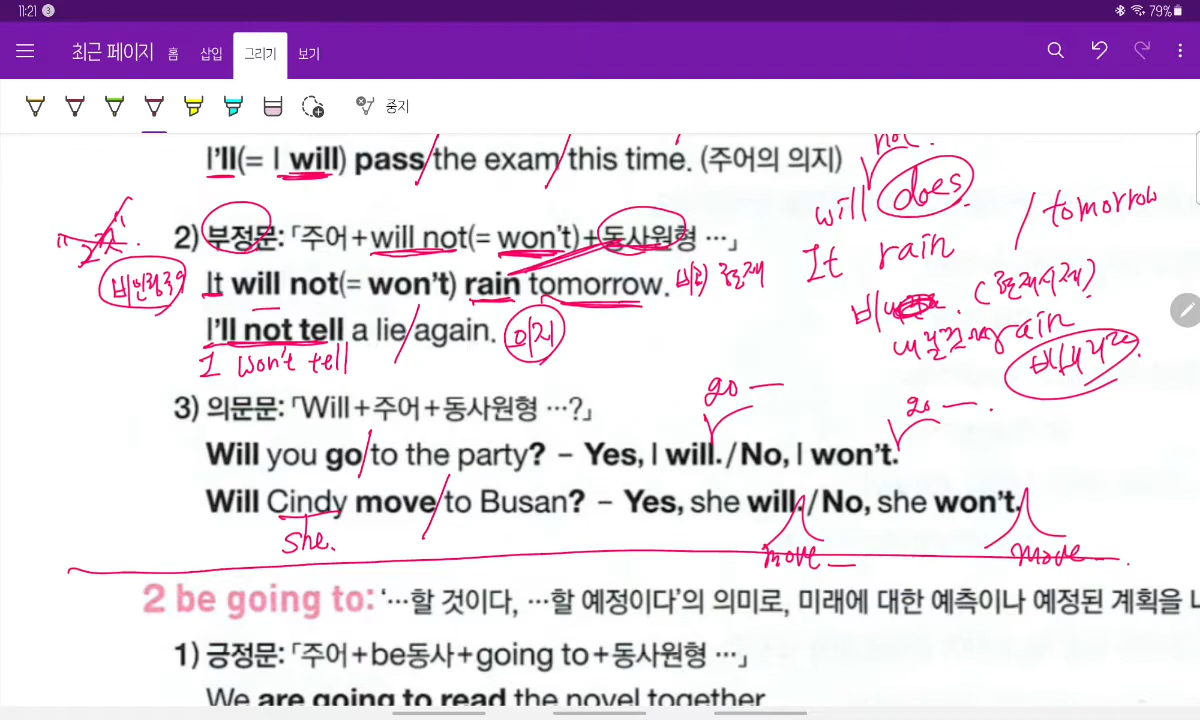 11:21 3 79%
최근 페이지 홈 삽입 그리기 보기
중지
not.
I'll(= I will) pass/the exam/this time. (주어의 의지)
will does / tomorrow
2) 부정문: 「주어+will not(= won't)+동사원형 …」
It rain
비인칭주어
It will not(= won't) rain tomorrow.
(현재시제?)
I'll not tell a lie/again. 의지
rain
I won't tell
go — go —.
3) 의문문: 「Will+주어+동사원형 …?」
Will you go/to the party? – Yes, I will./No, I won't.
Will Cindy move/to Busan? – Yes, she will./No, she won't.
she. move move
2 be going to: '…할 것이다, …할 예정이다'의 의미로, 미래에 대한 예측이나 예정된 계획을
1) 긍정문: 「주어+be동사+going to+동사원형 …」
We are going to read the novel together